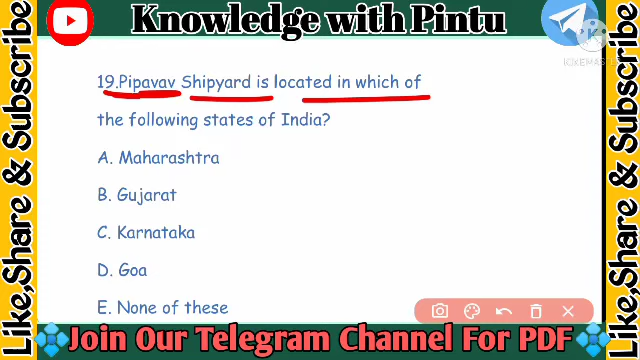 Knowledge with Pintu
KINEMASTER
19.Pipavav Shipyard is located in which of
the following states of India?
A. Maharashtra
B. Gujarat
C. Karnataka
D. Goa
E. None of these
Like,Share & Subscribe
Like,Share & Subscribe
Join Our Telegram Channel For PDF